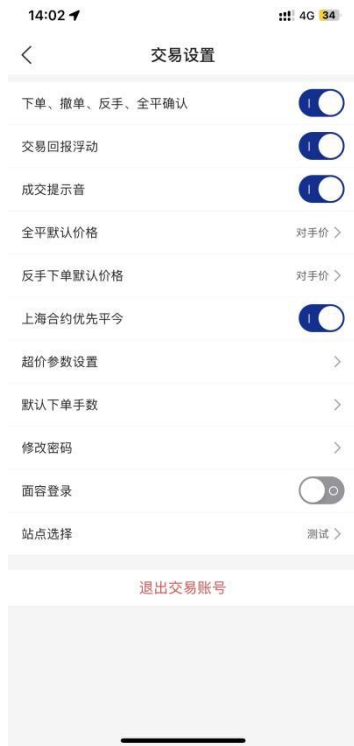 14:02 4G 34
交易设置
下单、撤单、反手、全平确认
交易回报浮动
成交提示音
全平默认价格 对手价
反手下单默认价格 对手价
上海合约优先平今
超价参数设置
默认下单手数
修改密码
面容登录
站点选择 测试
退出交易账号